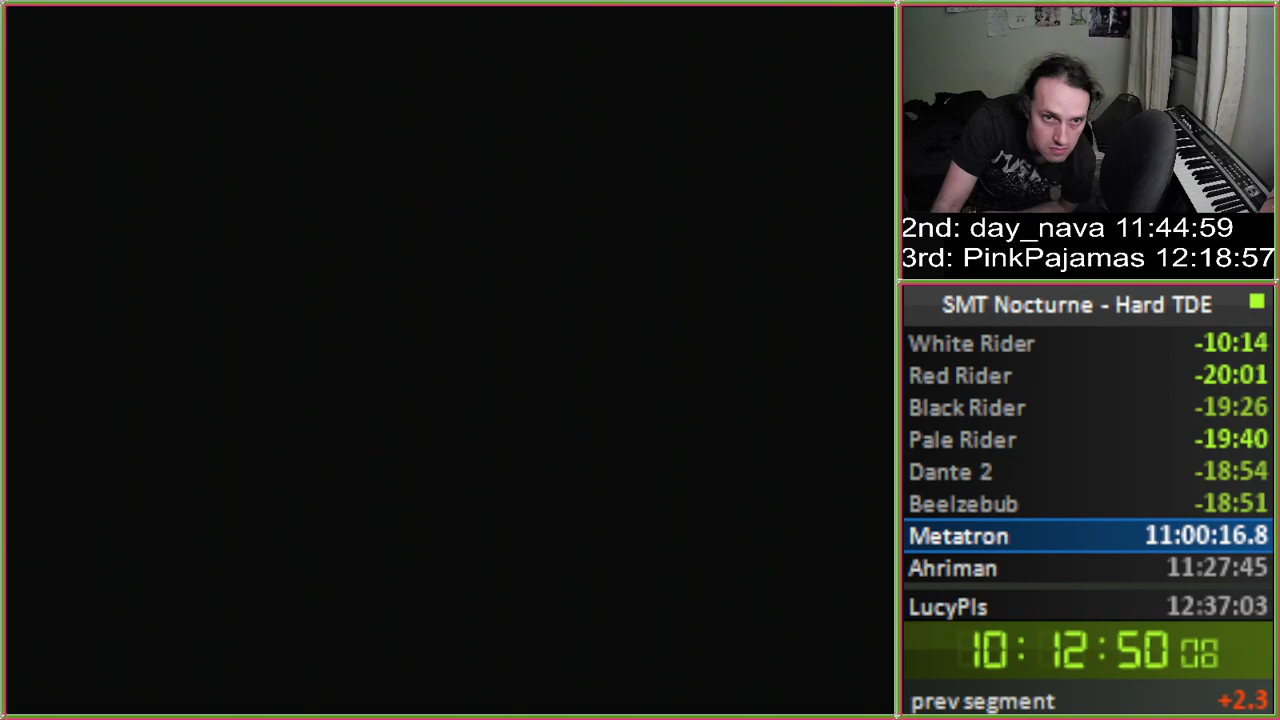 2nd: day_nava 11:44:59
3rd: PinkPajamas 12:18:57
SMT Nocturne - Hard TDE
White Rider -10:14
Red Rider -20:01
Black Rider -19:26
Pale Rider -19:40
Dante 2 -18:54
Beelzebub -18:51
Metatron 11:00:16.8
Ahriman 11:27:45
LucyPls 12:37:03
10:12:50 08
prev segment +2.3